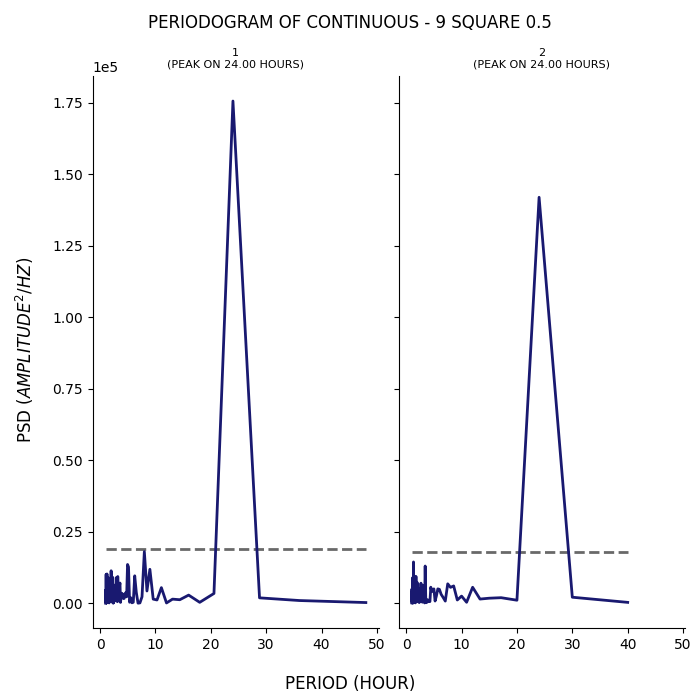 PERIODOGRAM OF CONTINUOUS - 9 SQUARE 0.5
1
(PEAK ON 24.00 HOURS)
2
(PEAK ON 24.00 HOURS)
1e5
1.75
1.50
1.25
1.00
0.75
0.50
0.25
0.00
PSD (AMPLITUDE²/HZ)
0 10 20 30 40 50
0 10 20 30 40 50
PERIOD (HOUR)